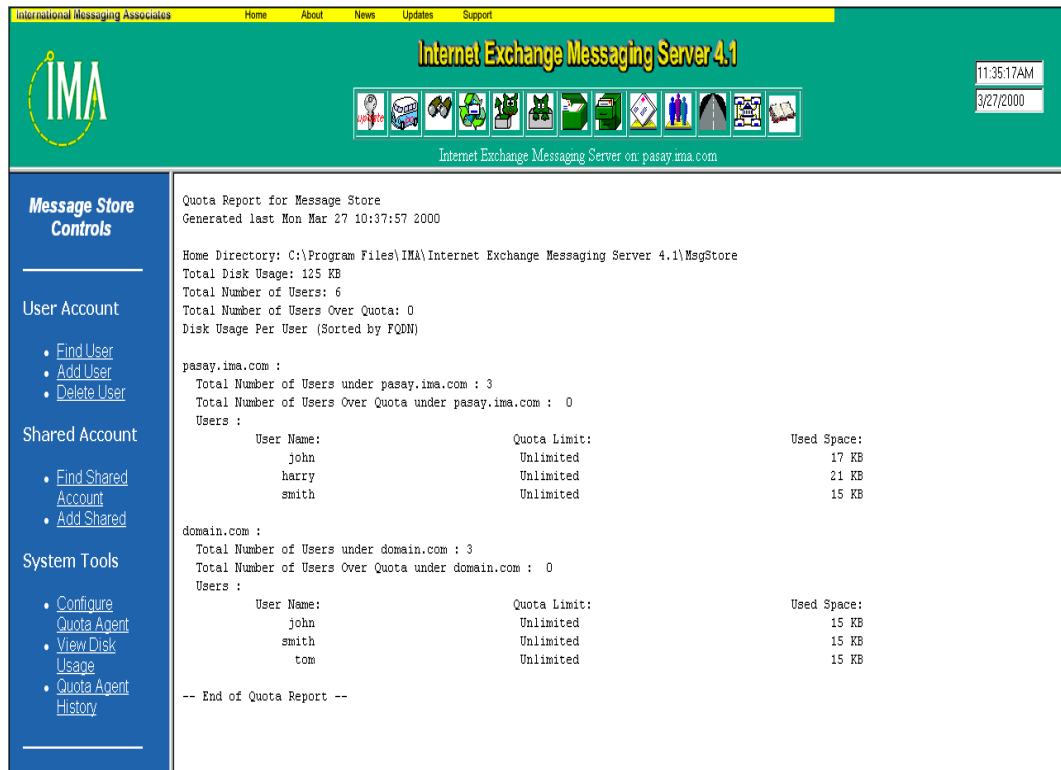 International Messaging Associates Home About News Updates Support
IMA
Internet Exchange Messaging Server 4.1
11:35:17AM
3/27/2000
update
Internet Exchange Messaging Server on: pasay.ima.com
Message Store
Controls
User Account
Find User
Add User
Delete User
Shared Account
Find Shared
Account
Add Shared
System Tools
Configure
Quota Agent
View Disk
Usage
Quota Agent
History
Quota Report for Message Store
Generated last Mon Mar 27 10:37:57 2000
Home Directory: C:\Program Files\IMA\Internet Exchange Messaging Server 4.1\MsgStore
Total Disk Usage: 125 KB
Total Number of Users: 6
Total Number of Users Over Quota: 0
Disk Usage Per User (Sorted by FQDN)
pasay.ima.com :
Total Number of Users under pasay.ima.com : 3
Total Number of Users Over Quota under pasay.ima.com : 0
Users :
User Name: Quota Limit: Used Space:
john Unlimited 17 KB
harry Unlimited 21 KB
smith Unlimited 15 KB
domain.com :
Total Number of Users under domain.com : 3
Total Number of Users Over Quota under domain.com : 0
Users :
User Name: Quota Limit: Used Space:
john Unlimited 15 KB
smith Unlimited 15 KB
tom Unlimited 15 KB
-- End of Quota Report --